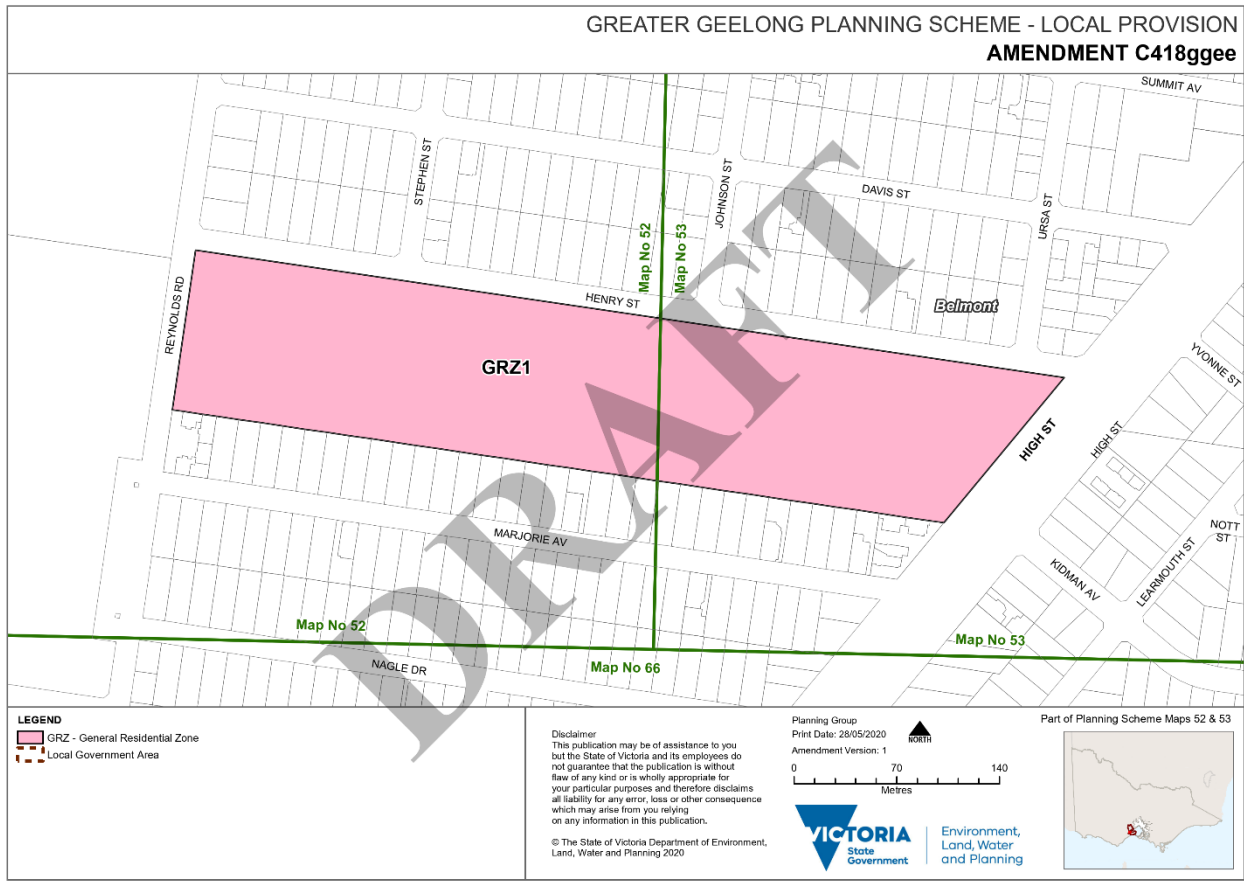 GREATER GEELONG PLANNING SCHEME - LOCAL PROVISION
AMENDMENT C418ggee
SUMMIT AV
STEPHEN ST
JOHNSON ST
DAVIS ST
URSA ST
Map No 52
Map No 53
REYNOLDS RD
HENRY ST
Belmont
YVONNE ST
GRZ1
HIGH ST
HIGH ST
MARJORIE AV
NOTT
ST
KIDMAN AV
LEARMOUTH ST
DRAFT
Map No 52
Map No 53
Map No 66
NAGLE DR
LEGEND
GRZ - General Residential Zone
Local Government Area
Disclaimer
This publication may be of assistance to you
but the State of Victoria and its employees do
not guarantee that the publication is without
flaw of any kind or is wholly appropriate for
your particular purposes and therefore disclaims
all liability for any error, loss or other consequence
which may arise from you relying
on any information in this publication.
© The State of Victoria Department of Environment,
Land, Water and Planning 2020
Planning Group
Print Date: 28/05/2020
NORTH
Amendment Version: 1
0 70 140
Metres
VICTORIA
State
Government
Environment,
Land, Water
and Planning
Part of Planning Scheme Maps 52 & 53